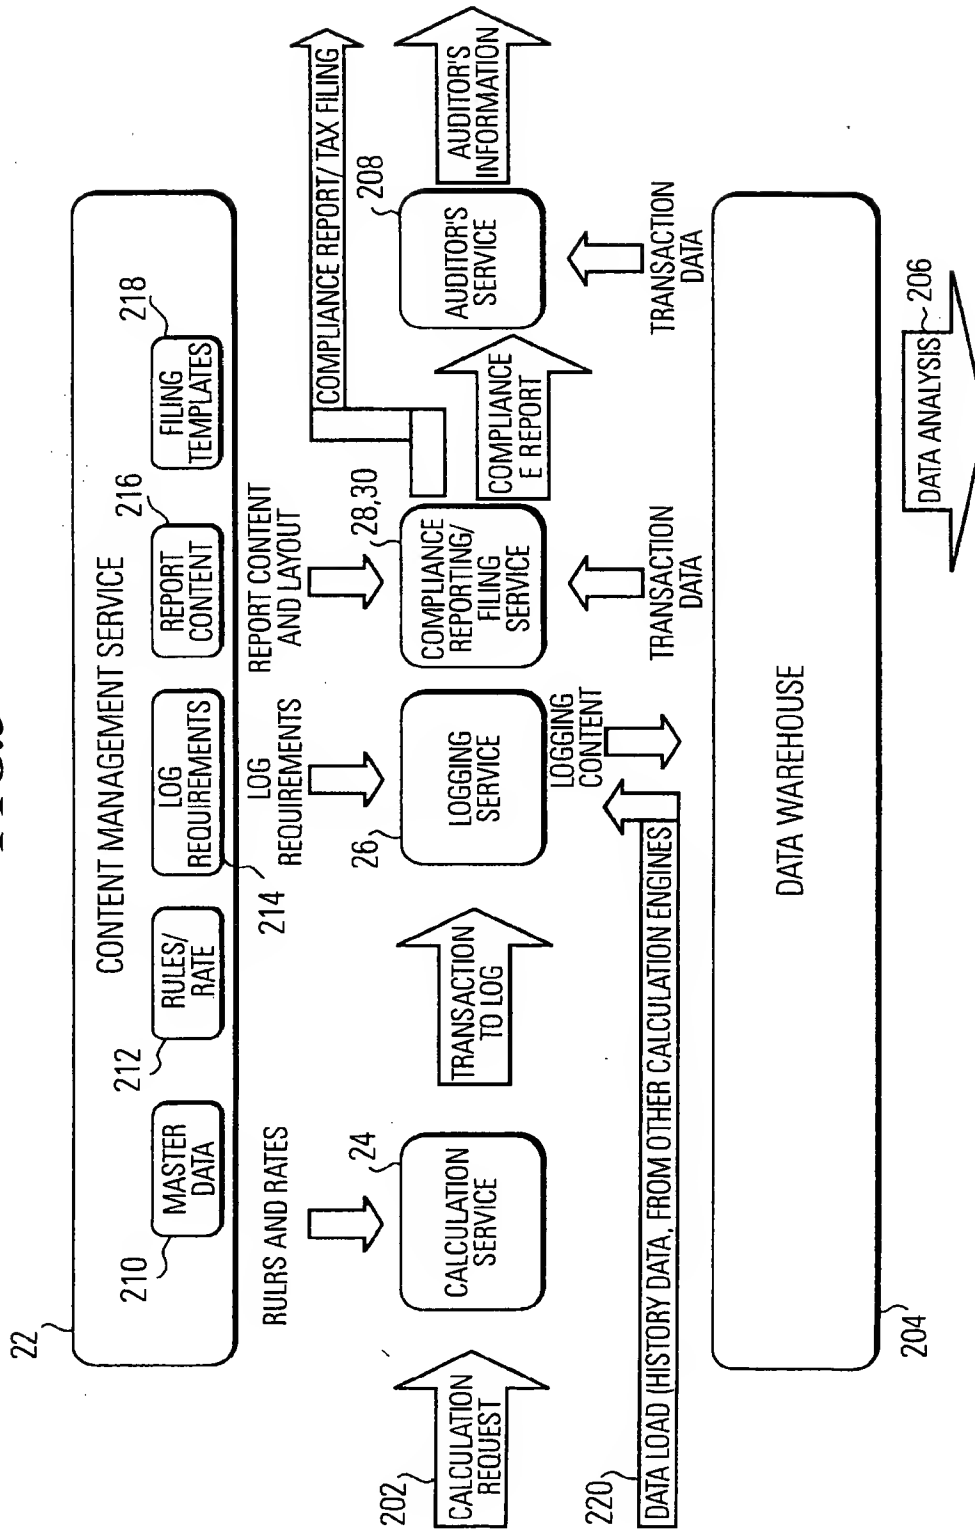 22
CONTENT MANAGEMENT SERVICE
210
MASTER
DATA
212
RULES/
RATE
LOG
REQUIREMENTS
214
216
REPORT
CONTENT
218
FILING
TEMPLATES
RULRS AND RATES
LOG
REQUIREMENTS
REPORT CONTENT
AND LAYOUT
COMPLIANCE REPORT/ TAX FILING
202
CALCULATION
REQUEST
24
CALCULATION
SERVICE
TRANSACTION
TO LOG
26
LOGGING
SERVICE
28,30
COMPLIANCE
REPORTING/
FILING
SERVICE
COMPLIANCE
E REPORT
208
AUDITOR'S
SERVICE
AUDITOR'S
INFORMATION
LOGGING
CONTENT
TRANSACTION
DATA
TRANSACTION
DATA
220
DATA LOAD (HISTORY DATA, FROM OTHER CALCULATION ENGINES
DATA WAREHOUSE
204
DATA ANALYSIS
206